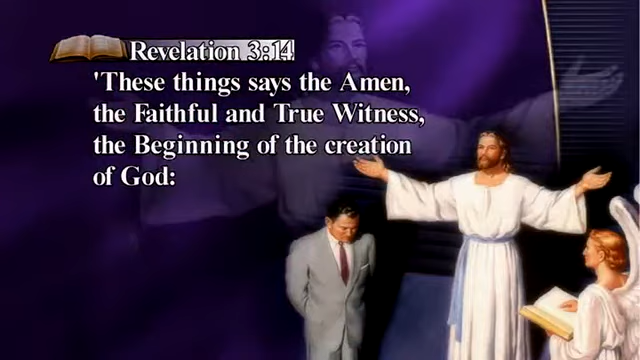 Revelation 3:14
'These things says the Amen,
the Faithful and True Witness,
the Beginning of the creation
of God: